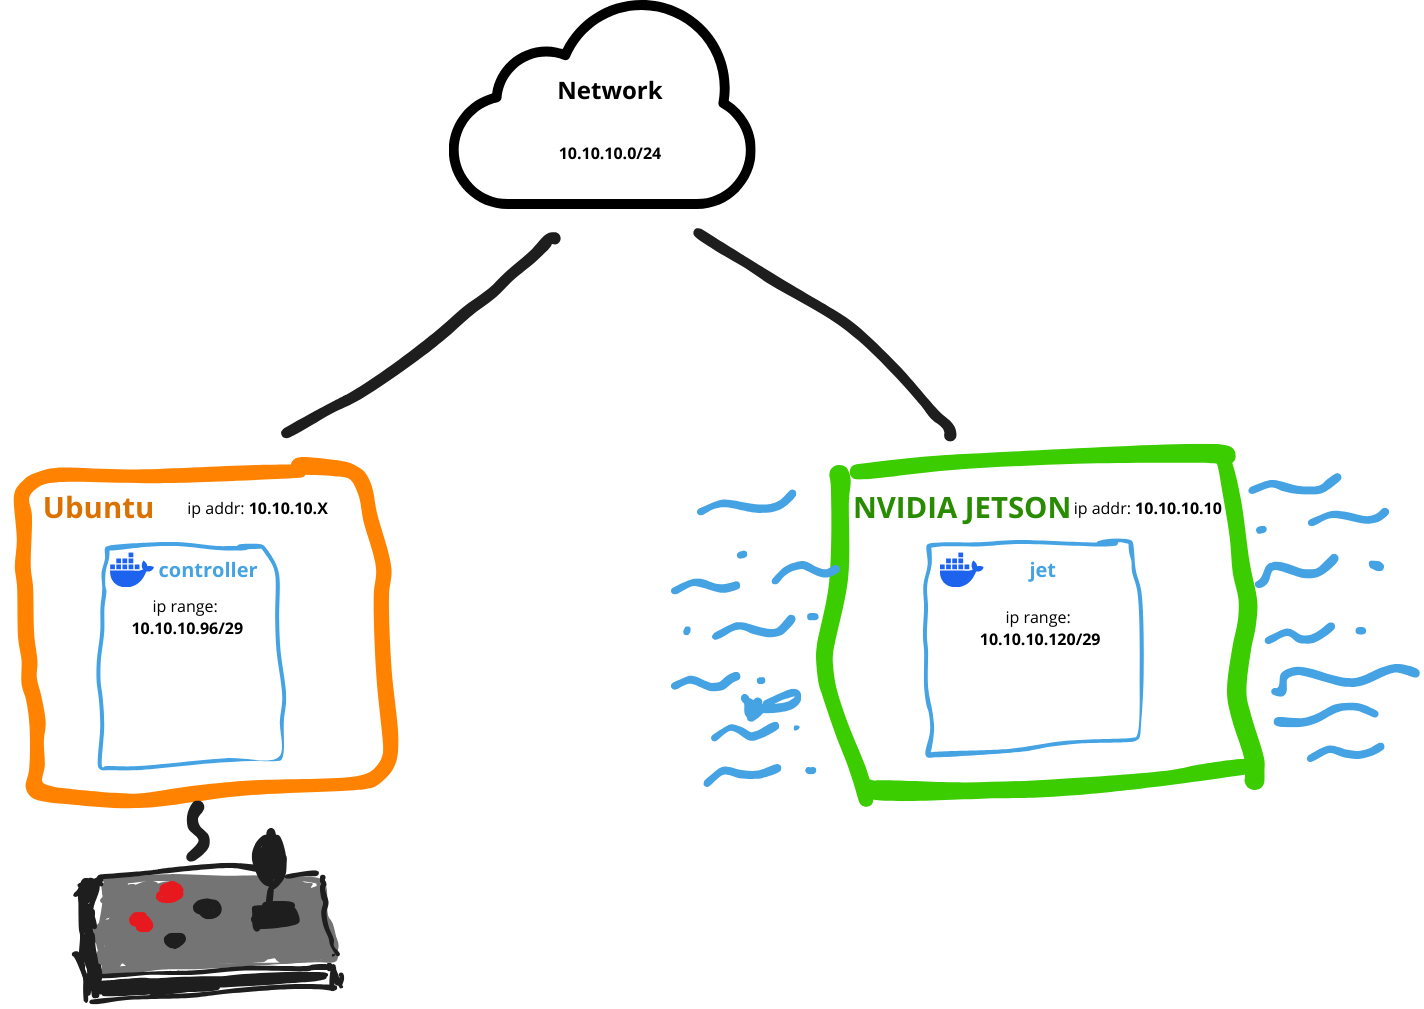 Network
10.10.10.0/24
Ubuntu ip addr: 10.10.10.X
controller
ip range:
10.10.10.96/29
NVIDIA JETSON ip addr: 10.10.10.10
jet
ip range:
10.10.10.120/29